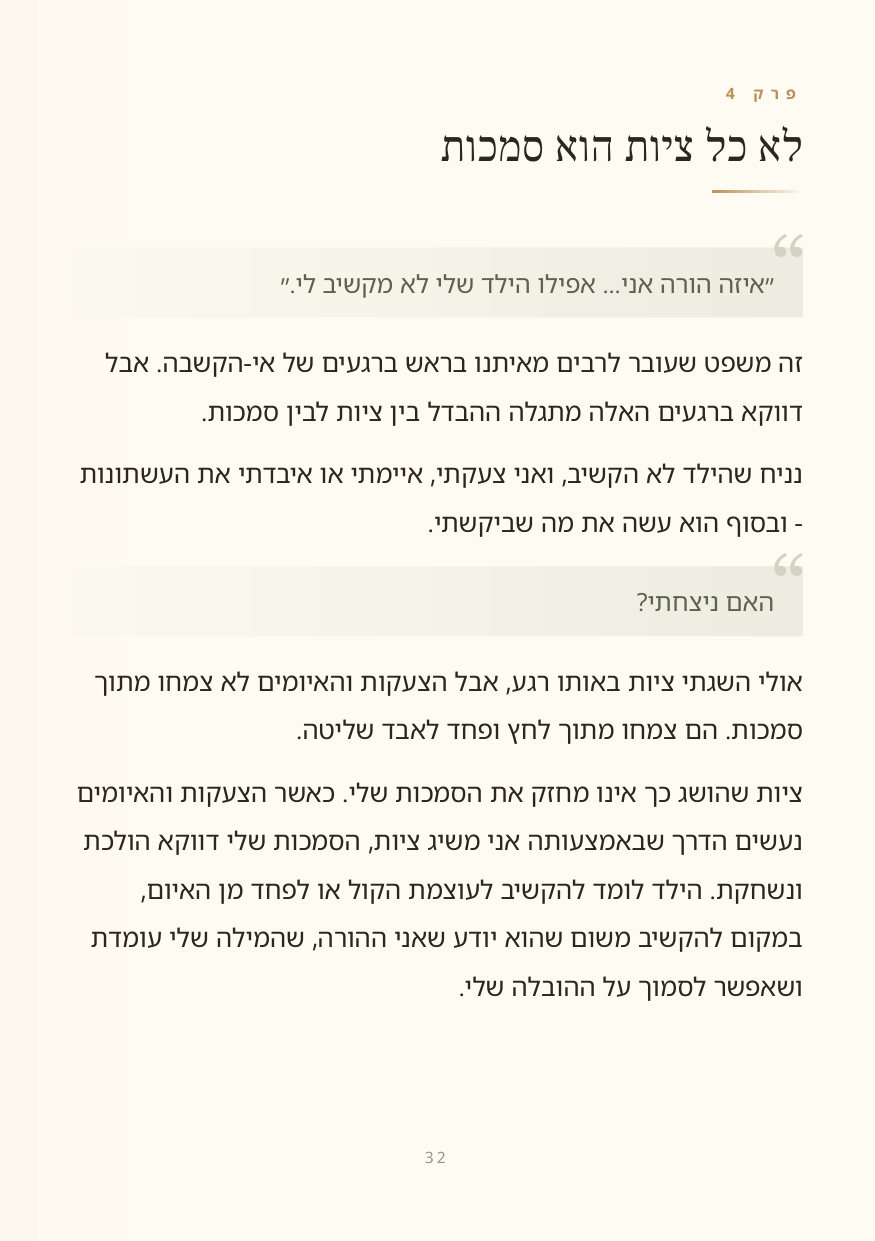 פרק 4
לא כל ציות הוא סמכות
“
״איזה הורה אני... אפילו הילד שלי לא מקשיב לי.״
זה משפט שעובר לרבים מאיתנו בראש ברגעים של אי-הקשבה. אבל
דווקא ברגעים האלה מתגלה ההבדל בין ציות לבין סמכות.
נניח שהילד לא הקשיב, ואני צעקתי, איימתי או איבדתי את העשתונות
- ובסוף הוא עשה את מה שביקשתי.
“
האם ניצחתי?
אולי השגתי ציות באותו רגע, אבל הצעקות והאיומים לא צמחו מתוך
סמכות. הם צמחו מתוך לחץ ופחד לאבד שליטה.
ציות שהושג כך אינו מחזק את הסמכות שלי. כאשר הצעקות והאיומים
נעשים הדרך שבאמצעותה אני משיג ציות, הסמכות שלי דווקא הולכת
ונשחקת. הילד לומד להקשיב לעוצמת הקול או לפחד מן האיום,
במקום להקשיב משום שהוא יודע שאני ההורה, שהמילה שלי עומדת
ושאפשר לסמוך על ההובלה שלי.
32